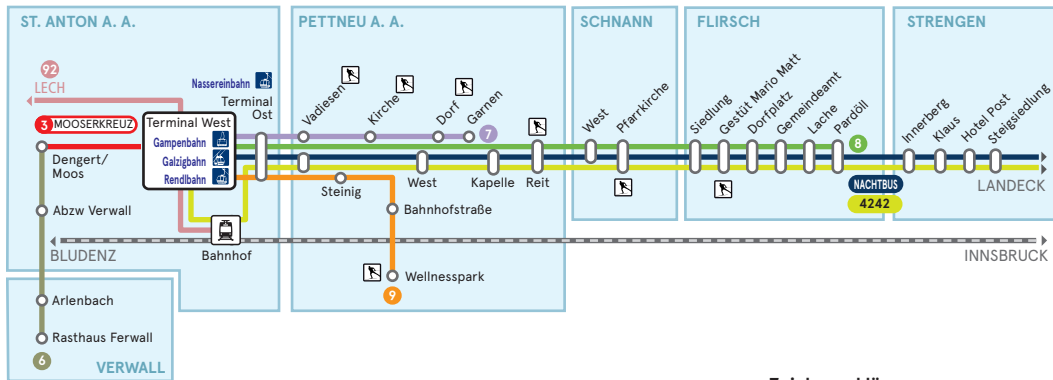 ST. ANTON A. A.
PETTNEU A. A.
SCHNANN
FLIRSCH
STRENGEN
92
LECH
Nassereinbahn
Terminal
Ost
3 MOOSERKREUZ
Terminal West
Gampenbahn
Galzigbahn
Rendlbahn
Dengert/
Moos
Abzw Verwall
Bahnhof
Vadiesen
Kirche
Dorf
Garnen
7
Steinig
West
Kapelle
Reit
Bahnhofstraße
Wellnesspark
9
West
Pfarrkirche
Siedlung
Gestüt Mario Matt
Dorfplatz
Gemeindeamt
Lache
Pardöll
8
Innerberg
Klaus
Hotel Post
Steigsiedlung
NACHTBUS
4242
LANDECK
BLUDENZ
INNSBRUCK
Arlenbach
Rasthaus Ferwall
6
VERWALL